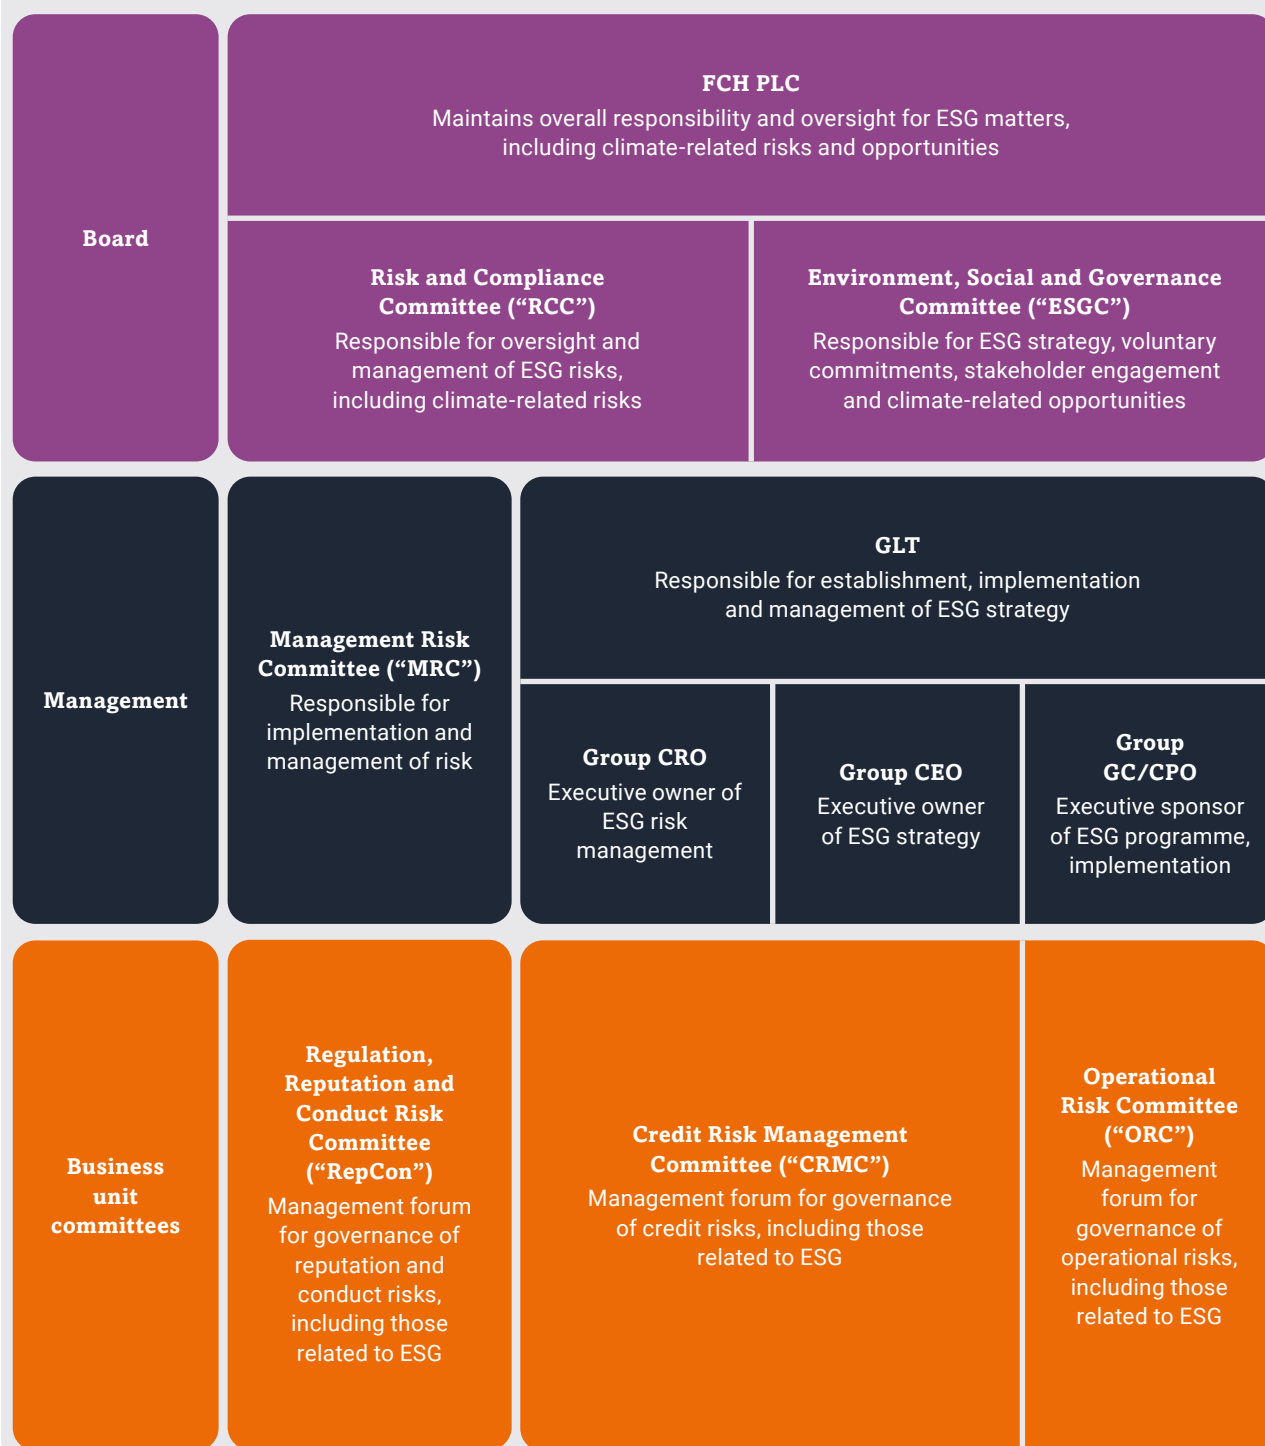 Board
FCH PLC
Maintains overall responsibility and oversight for ESG matters,
including climate-related risks and opportunities
Risk and Compliance
Committee (“RCC”)
Responsible for oversight and
management of ESG risks,
including climate-related risks
Environment, Social and Governance
Committee (“ESGC”)
Responsible for ESG strategy, voluntary
commitments, stakeholder engagement
and climate-related opportunities
Management
Management Risk
Committee (“MRC”)
Responsible for
implementation and
management of risk
GLT
Responsible for establishment, implementation
and management of ESG strategy
Group CRO
Executive owner of
ESG risk
management
Group CEO
Executive owner
of ESG strategy
Group
GC/CPO
Executive sponsor
of ESG programme,
implementation
Business
unit
committees
Regulation,
Reputation and
Conduct Risk
Committee
(“RepCon”)
Management forum
for governance of
reputation and
conduct risks,
including those
related to ESG
Credit Risk Management
Committee (“CRMC”)
Management forum for governance
of credit risks, including those
related to ESG
Operational
Risk Committee
(“ORC”)
Management
forum for
governance of
operational risks,
including those
related to ESG